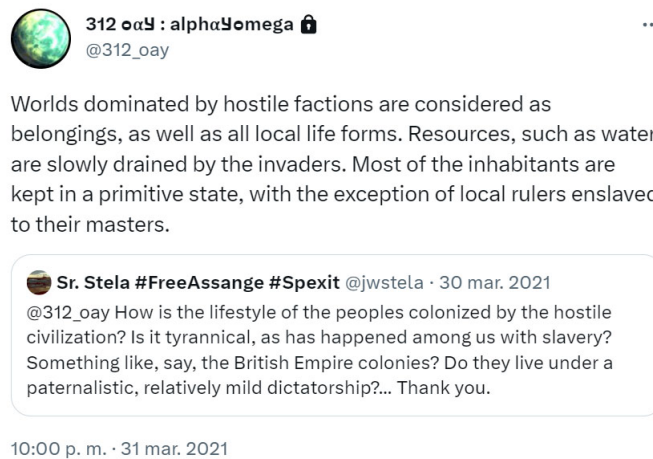 312 oαY : alphαYomega 🔒
@312_oay
Worlds dominated by hostile factions are considered as
belongings, as well as all local life forms. Resources, such as water
are slowly drained by the invaders. Most of the inhabitants are
kept in a primitive state, with the exception of local rulers enslaved
to their masters.
Sr. Stela #FreeAssange #Spexit @jwstela · 30 mar. 2021
@312_oay How is the lifestyle of the peoples colonized by the hostile
civilization? Is it tyrannical, as has happened among us with slavery?
Something like, say, the British Empire colonies? Do they live under a
paternalistic, relatively mild dictatorship?... Thank you.
10:00 p. m. · 31 mar. 2021